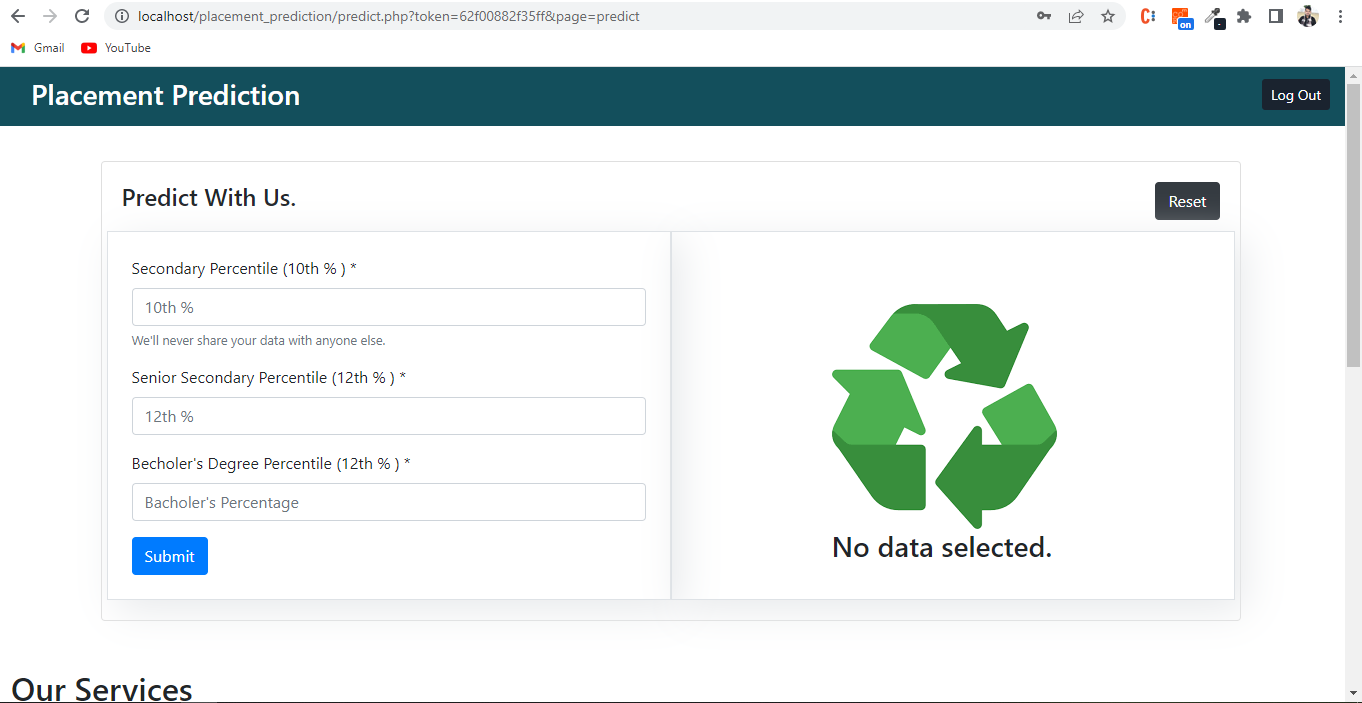 localhost/placement_prediction/predict.php?token=62f00882f35ff&page=predict
on
Gmail
YouTube
Placement Prediction
Log Out
Predict With Us.
Reset
Secondary Percentile (10th % ) *
10th %
We'll never share your data with anyone else.
Senior Secondary Percentile (12th % ) *
12th %
Becholer's Degree Percentile (12th % ) *
Bacholer's Percentage
Submit
No data selected.
Our Services